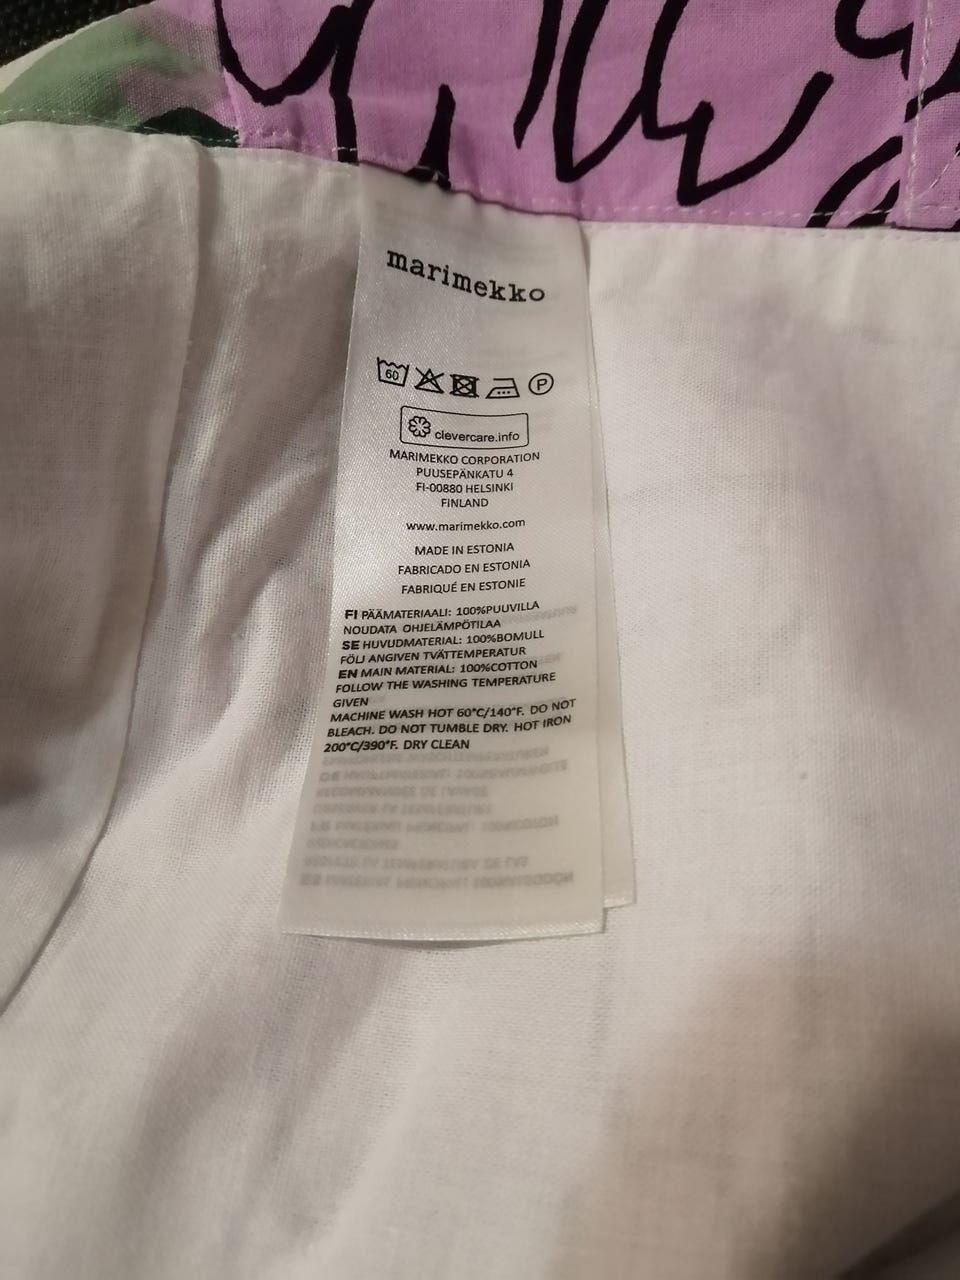 marimekko
60
P
clevercare.info
MARIMEKKO CORPORATION
PUUSEPÄNKATU 4
FI-00880 HELSINKI
FINLAND
www.marimekko.com
MADE IN ESTONIA
FABRICADO EN ESTONIA
FABRIQUÉ EN ESTONIE
FI PÄÄMATERIAALI: 100%PUUVILLA
NOUDATA OHJELÄMPÖTILAA
SE HUVUDMATERIAL: 100%BOMULL
FÖLJ ANGIVEN TVÄTTEMPERATUR
EN MAIN MATERIAL: 100%COTTON
FOLLOW THE WASHING TEMPERATURE
GIVEN
MACHINE WASH HOT 60°C/140°F. DO NOT
BLEACH. DO NOT TUMBLE DRY. HOT IRON
200°C/390°F. DRY CLEAN